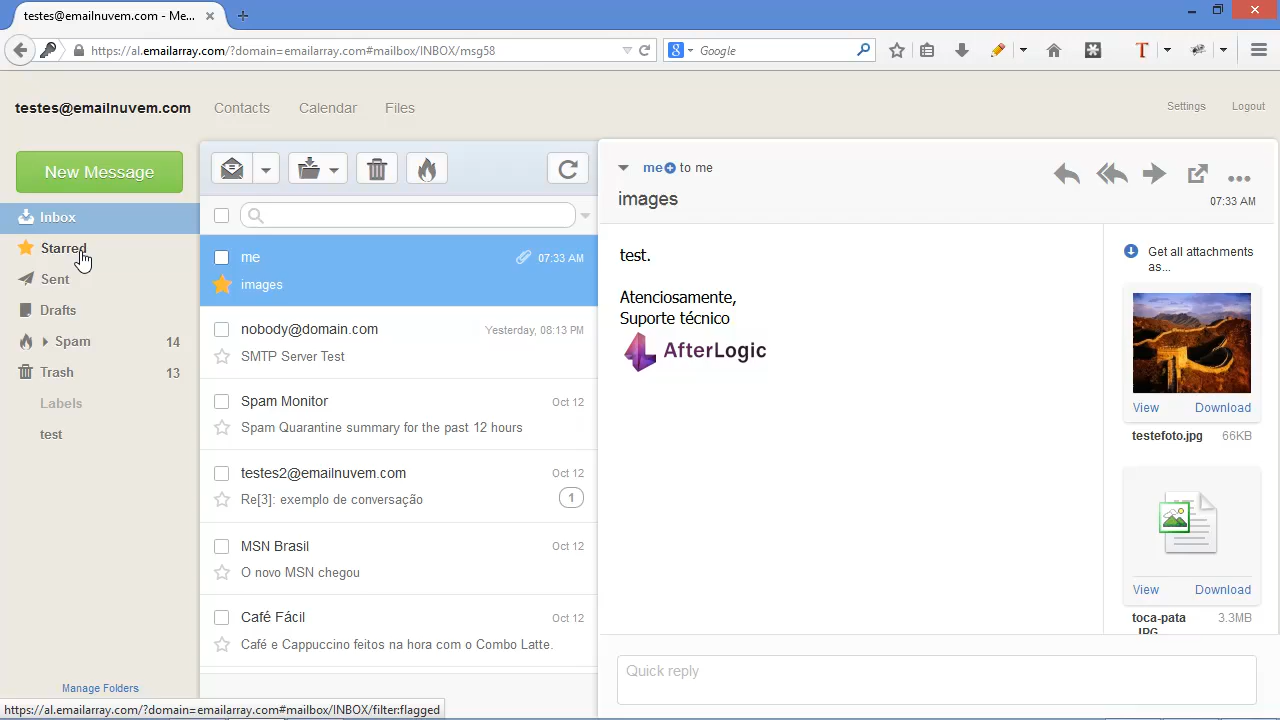 testes@emailnuvem.com - Me...
https://al.emailarray.com/?domain=emailarray.com#mailbox/INBOX/msg58
Google
testes@emailnuvem.com
Contacts
Calendar
Files
Settings
Logout
New Message
Inbox
Starred
Sent
Drafts
Spam 14
Trash 13
Labels
test
Manage Folders
https://al.emailarray.com/?domain=emailarray.com#mailbox/INBOX/filter:flagged
me 07:33 AM
images
nobody@domain.com Yesterday, 08:13 PM
SMTP Server Test
Spam Monitor Oct 12
Spam Quarantine summary for the past 12 hours
testes2@emailnuvem.com Oct 12
Re[3]: exemplo de conversação 1
MSN Brasil Oct 12
O novo MSN chegou
Café Fácil Oct 12
Café e Cappuccino feitos na hora com o Combo Latte.
me to me
images
07:33 AM
test.
Atenciosamente,
Suporte técnico
AfterLogic
Get all attachments
as...
View Download
testefoto.jpg 66KB
View Download
toca-pata 3.3MB
.JPG
Quick reply